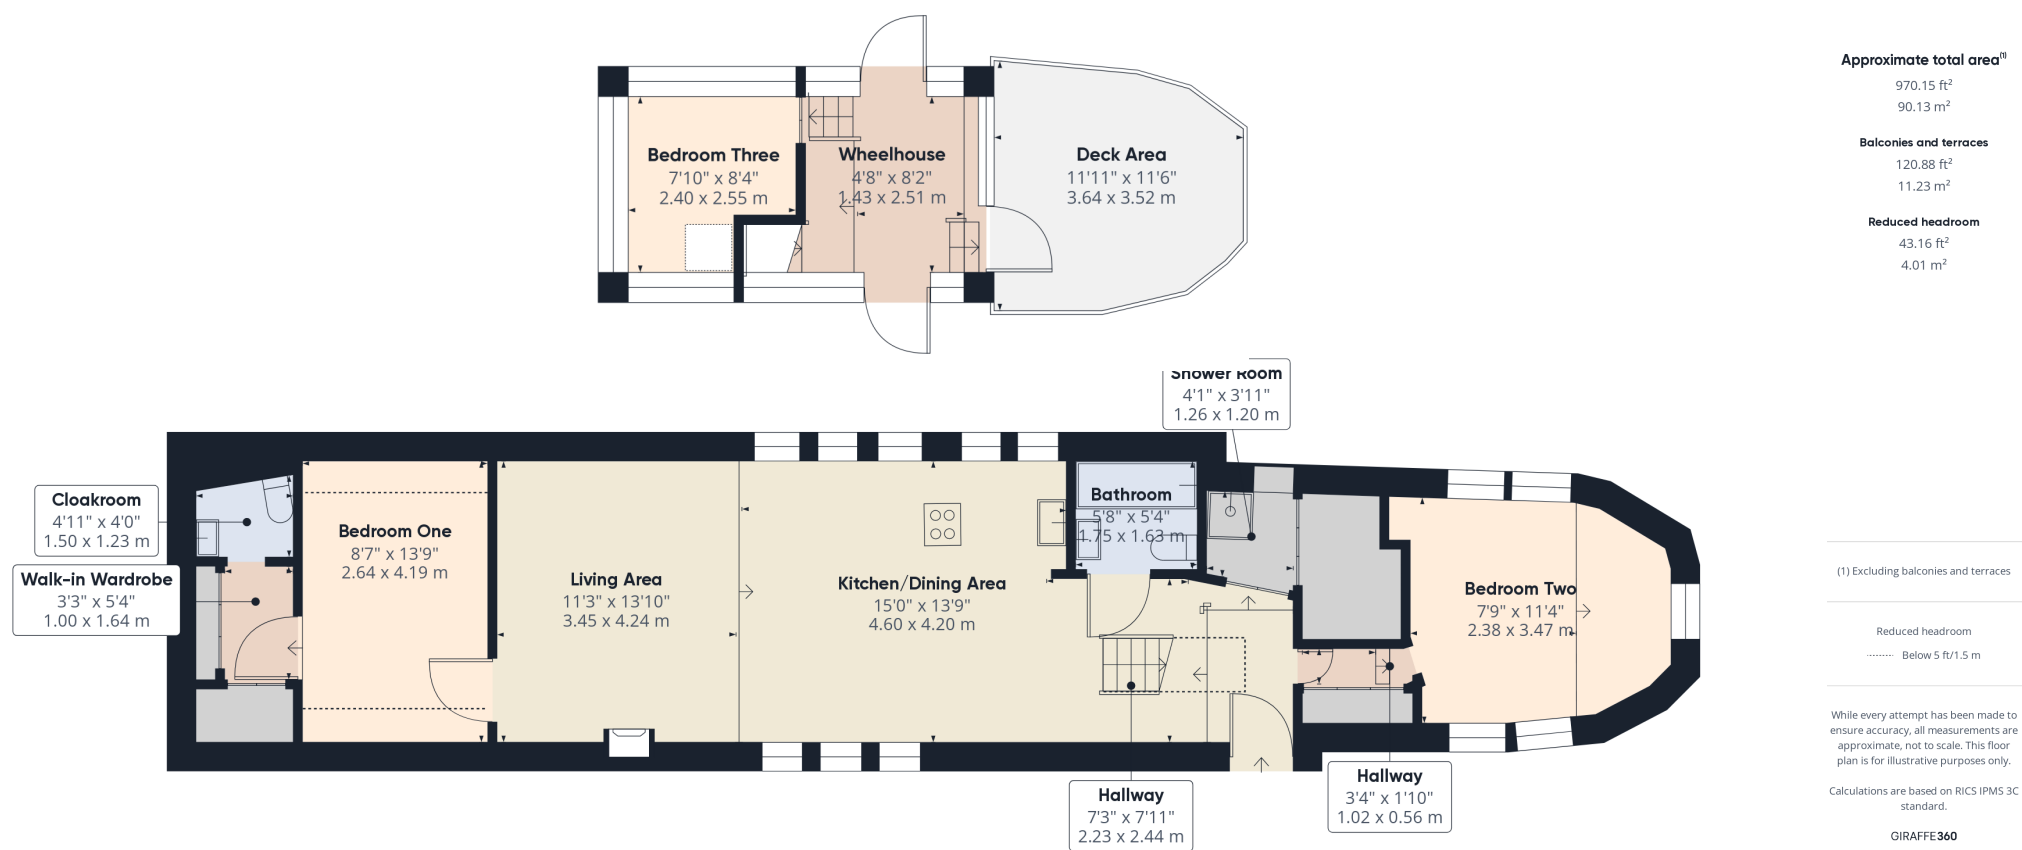 Bedroom Three
7'10" x 8'4"
2.40 x 2.55 m
Wheelhouse
4'8" x 8'2"
1.43 x 2.51 m
Deck Area
11'11" x 11'6"
3.64 x 3.52 m
Approximate total area(1)
970.15 ft²
90.13 m²
Balconies and terraces
120.88 ft²
11.23 m²
Reduced headroom
43.16 ft²
4.01 m²
Shower Room
4'1" x 3'11"
1.26 x 1.20 m
Cloakroom
4'11" x 4'0"
1.50 x 1.23 m
Walk-in Wardrobe
3'3" x 5'4"
1.00 x 1.64 m
Bedroom One
8'7" x 13'9"
2.64 x 4.19 m
Living Area
11'3" x 13'10"
3.45 x 4.24 m
Kitchen/Dining Area
15'0" x 13'9"
4.60 x 4.20 m
Bathroom
5'8" x 5'4"
1.75 x 1.63 m
Bedroom Two
7'9" x 11'4"
2.38 x 3.47 m
Hallway
7'3" x 7'11"
2.23 x 2.44 m
Hallway
3'4" x 1'10"
1.02 x 0.56 m
(1) Excluding balconies and terraces
Reduced headroom
Below 5 ft/1.5 m
While every attempt has been made to
ensure accuracy, all measurements are
approximate, not to scale. This floor
plan is for illustrative purposes only.
Calculations are based on RICS IPMS 3C
standard.
GIRAFFE360